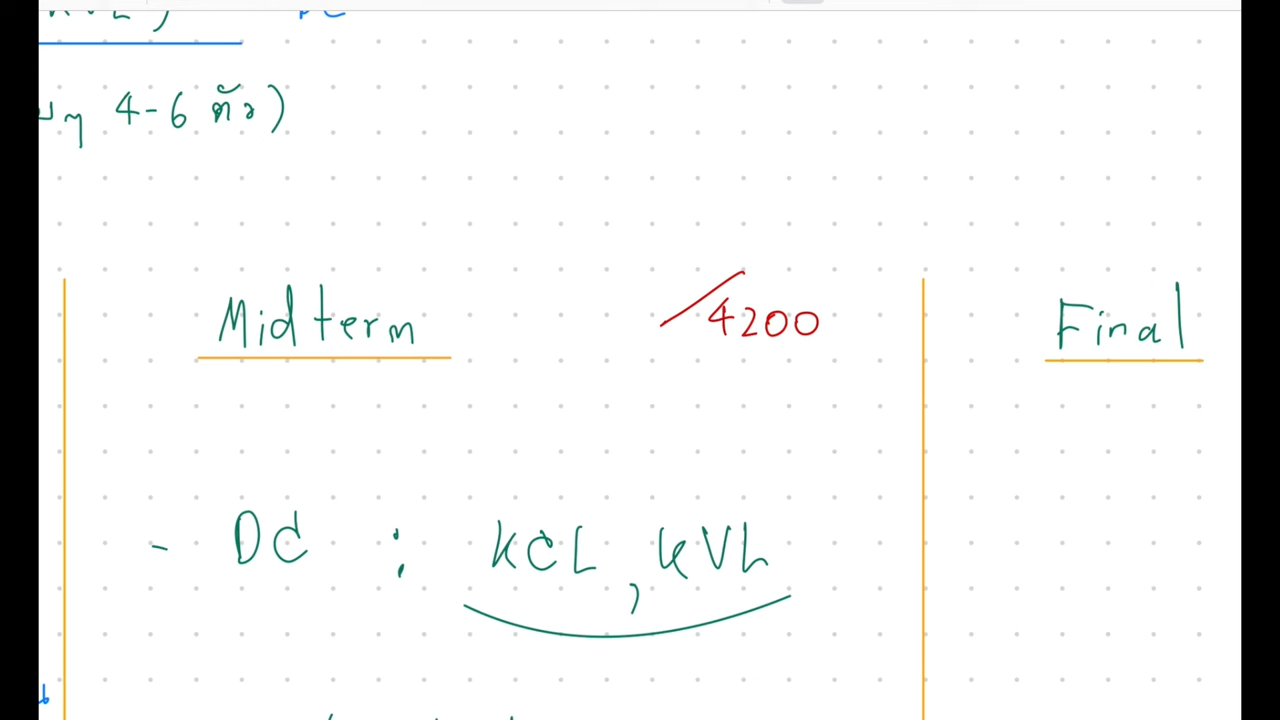 4-6 ตัว)
Midterm /4200 Final
- DC : KCL, KVL